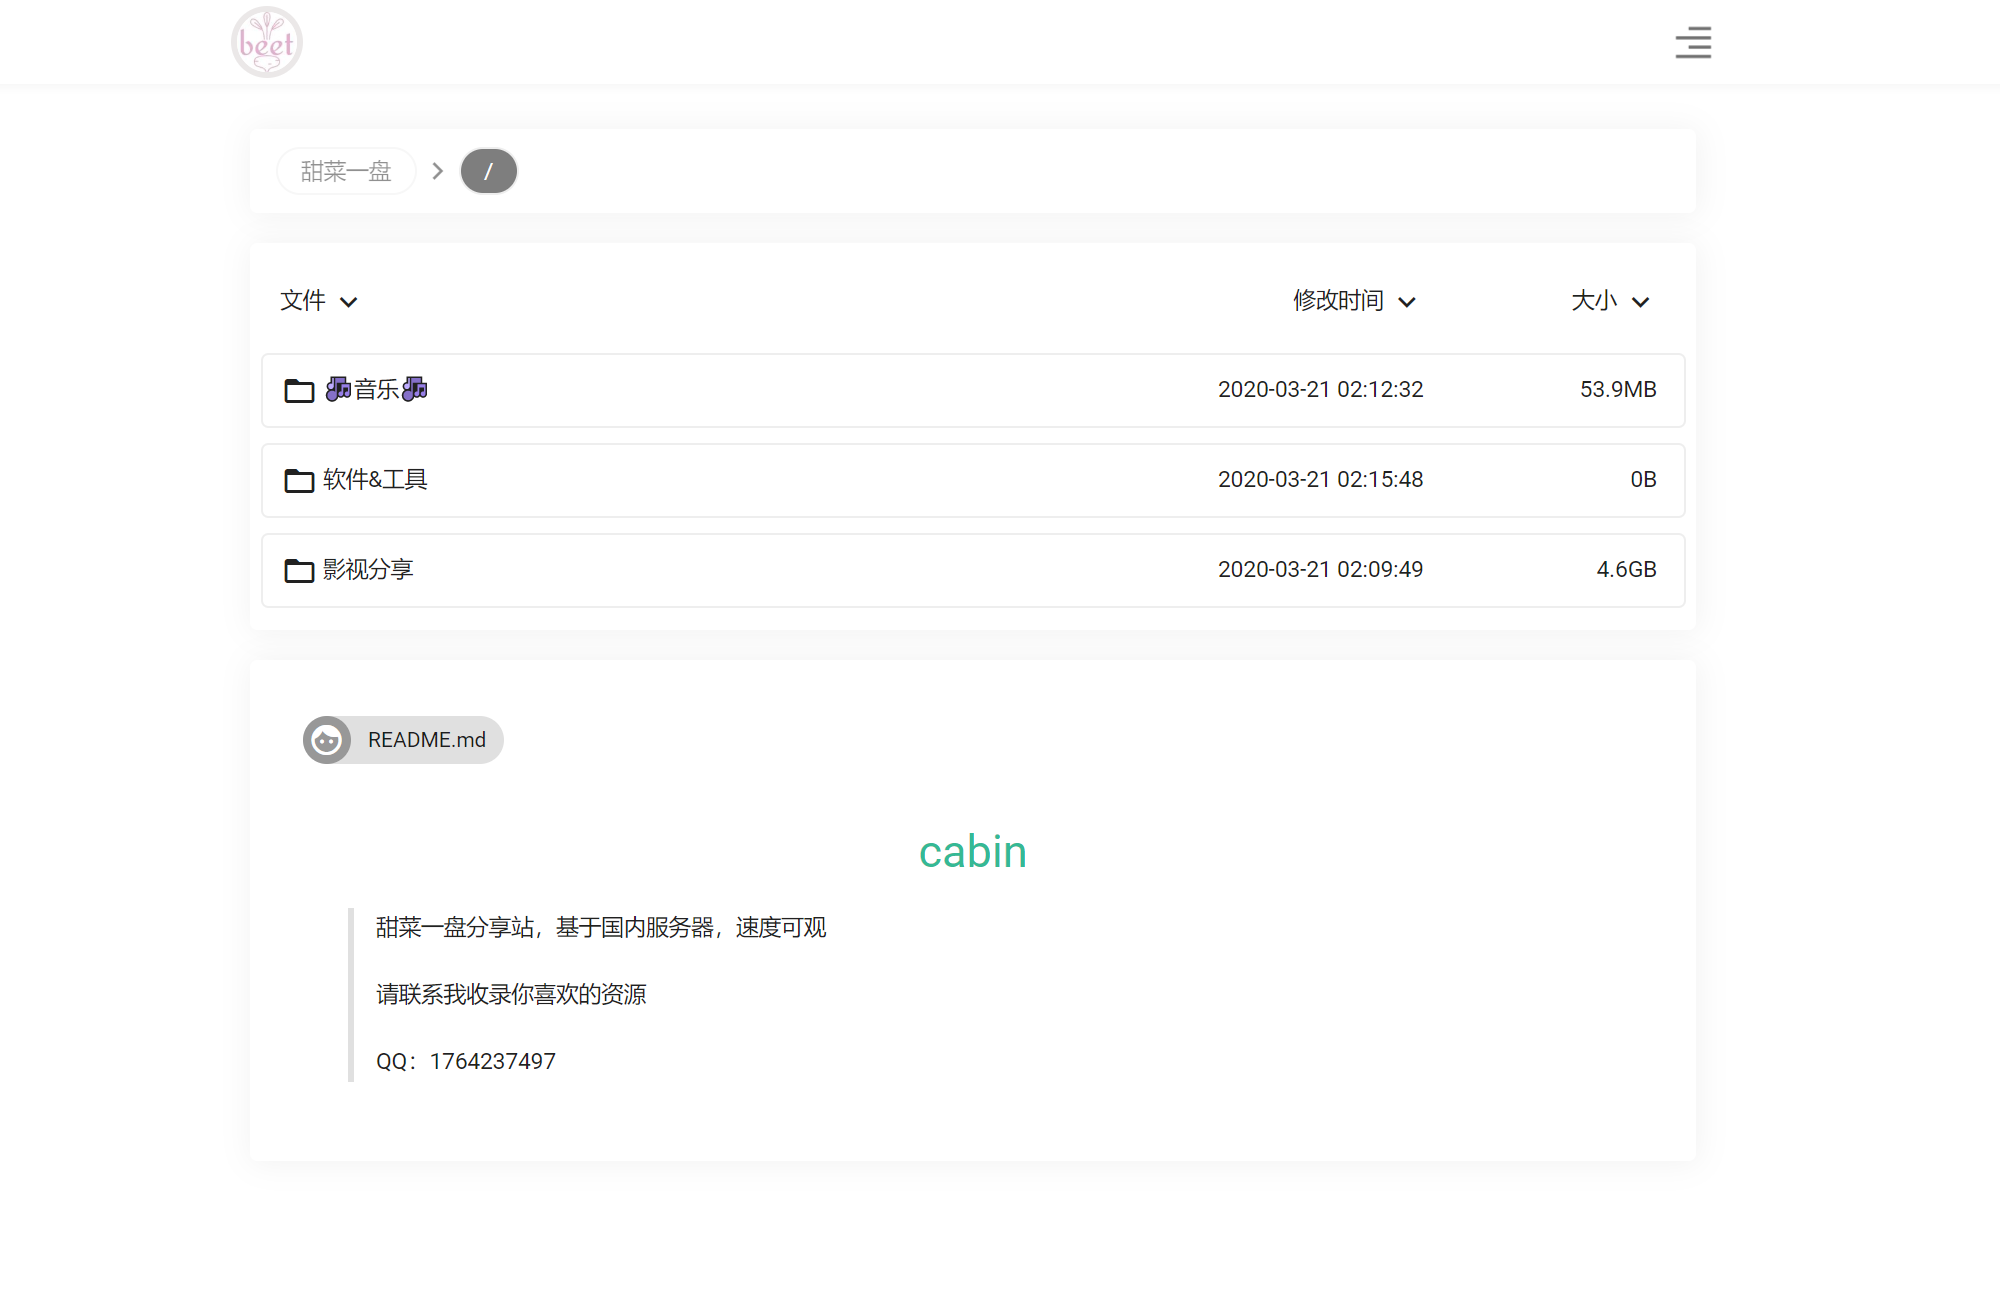 beet
甜菜一盘 > /
文件 修改时间 大小
🎶音乐🎶 2020-03-21 02:12:32 53.9MB
软件&工具 2020-03-21 02:15:48 0B
影视分享 2020-03-21 02:09:49 4.6GB
README.md
cabin
甜菜一盘分享站，基于国内服务器，速度可观
请联系我收录你喜欢的资源
QQ：1764237497